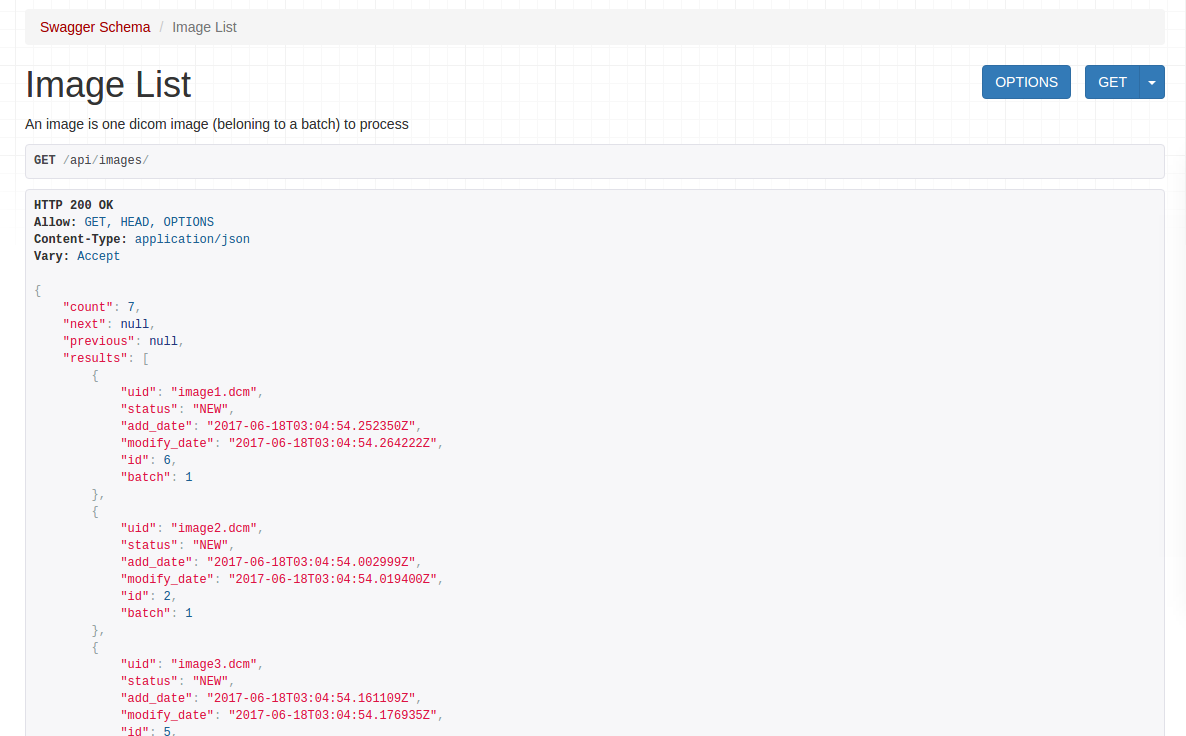 Swagger Schema / Image List
Image List
OPTIONS GET
An image is one dicom image (beloning to a batch) to process
GET /api/images/
HTTP 200 OK
Allow: GET, HEAD, OPTIONS
Content-Type: application/json
Vary: Accept
{
    "count": 7,
    "next": null,
    "previous": null,
    "results": [
        {
            "uid": "image1.dcm",
            "status": "NEW",
            "add_date": "2017-06-18T03:04:54.252350Z",
            "modify_date": "2017-06-18T03:04:54.264222Z",
            "id": 6,
            "batch": 1
        },
        {
            "uid": "image2.dcm",
            "status": "NEW",
            "add_date": "2017-06-18T03:04:54.002999Z",
            "modify_date": "2017-06-18T03:04:54.019400Z",
            "id": 2,
            "batch": 1
        },
        {
            "uid": "image3.dcm",
            "status": "NEW",
            "add_date": "2017-06-18T03:04:54.161109Z",
            "modify_date": "2017-06-18T03:04:54.176935Z",
            "id": 5,